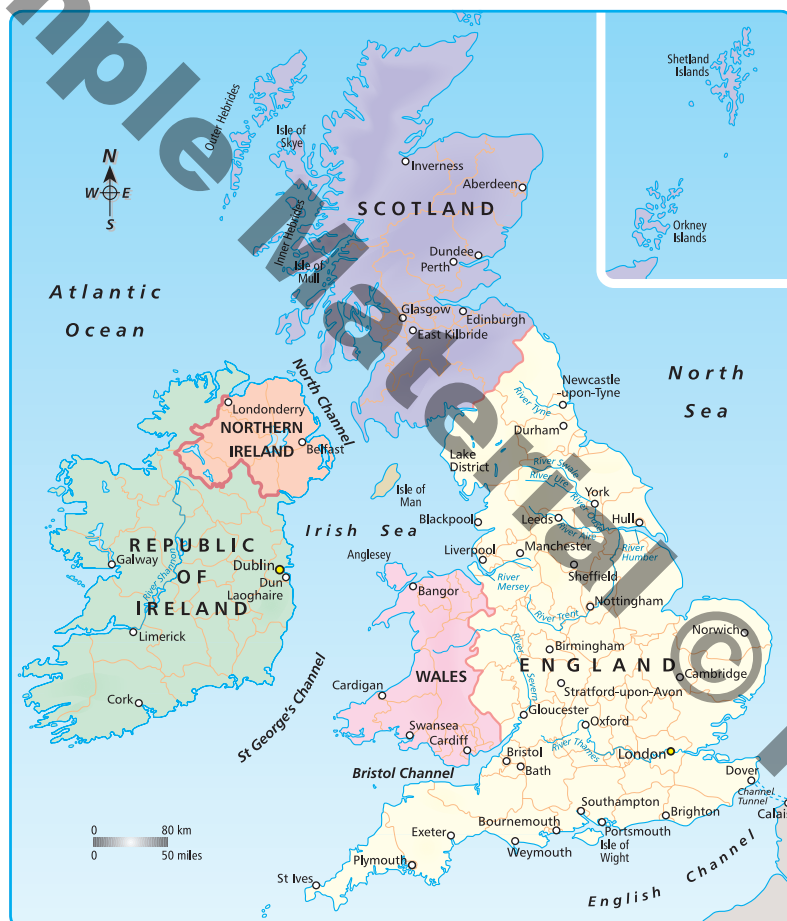 mple Material ©
Shetland
Islands
Orkney
Islands
Outer Hebrides
Isle of
Skye
Inverness
Aberdeen
N
W E
S
SCOTLAND
Inner Hebrides
Isle of
Mull
Dundee
Perth
Atlantic
Ocean
Glasgow
Edinburgh
East Kilbride
North Channel
North
Sea
Newcastle
-upon-Tyne
River Tyne
Londonderry
NORTHERN
IRELAND
Belfast
Durham
Lake
District
River Swale
River Ure
Isle of
Man
York
River Ouse
Blackpool
Leeds
River Aire
Hull
Irish Sea
REPUBLIC
OF
IRELAND
Galway
River Shannon
Dublin
Dun
Laoghaire
Anglesey
Liverpool
Manchester
River
Humber
Sheffield
River
Mersey
Bangor
Nottingham
River Trent
Limerick
Norwich
Birmingham
ENGLAND
WALES
River Severn
Cambridge
Cardigan
Stratford-upon-Avon
Cork
St George's Channel
Gloucester
Oxford
Swansea
Cardiff
River Thames
London
Bristol
Bath
Bristol Channel
Dover
Channel
Tunnel
Calais
Southampton
Brighton
Bournemouth
Portsmouth
Exeter
Weymouth
Isle of
Wight
Plymouth
St Ives
English Channel
0 80 km
0 50 miles